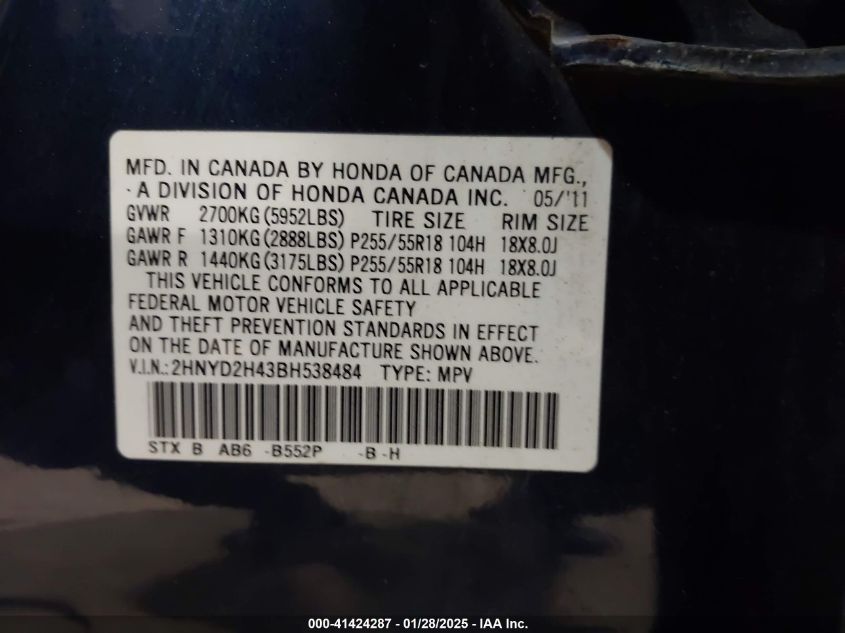 MFD. IN CANADA BY HONDA OF CANADA MFG.,
A DIVISION OF HONDA CANADA INC. 05/'11
GVWR 2700KG(5952LBS) TIRE SIZE RIM SIZE
GAWR F 1310KG(2888LBS) P255/55R18 104H 18X8.0J
GAWR R 1440KG(3175LBS) P255/55R18 104H 18X8.0J
THIS VEHICLE CONFORMS TO ALL APPLICABLE
FEDERAL MOTOR VEHICLE SAFETY
AND THEFT PREVENTION STANDARDS IN EFFECT
ON THE DATE OF MANUFACTURE SHOWN ABOVE.
V.I.N.:2HNYD2H43BH538484 TYPE: MPV
STX B AB6 -B552P -B -H
000-41424287 - 01/28/2025 - IAA Inc.